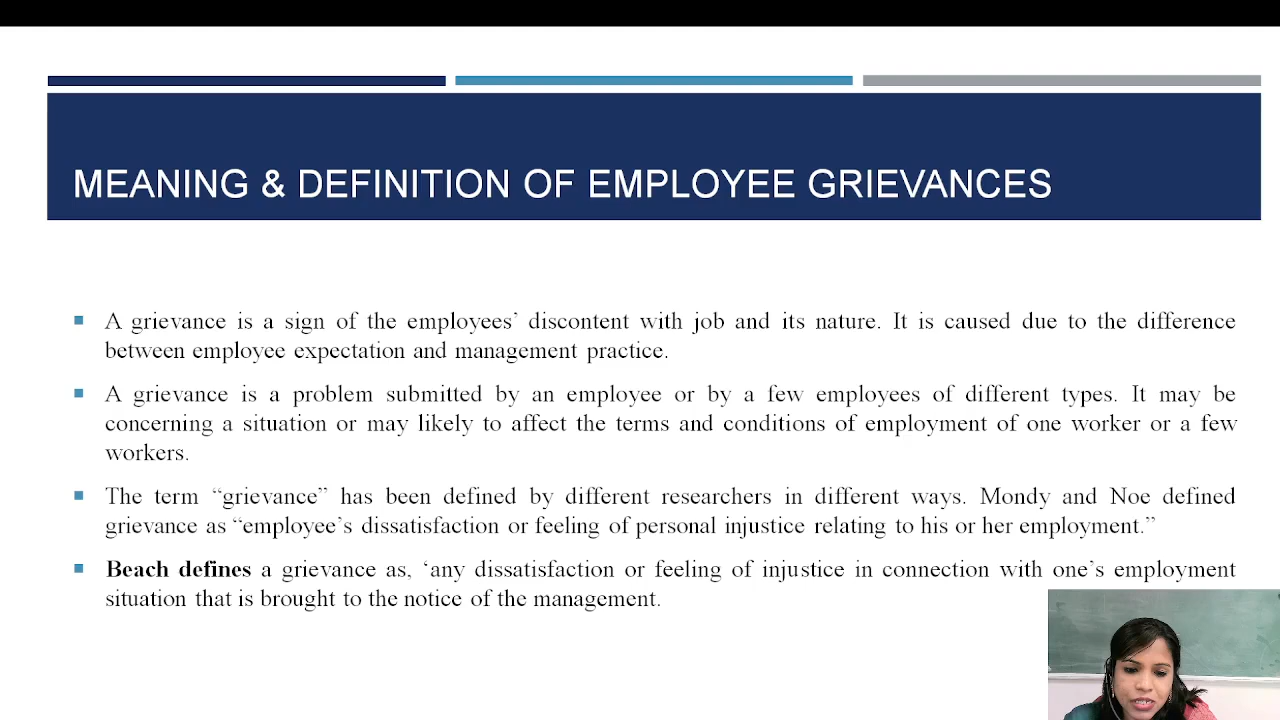 MEANING & DEFINITION OF EMPLOYEE GRIEVANCES
A grievance is a sign of the employees’ discontent with job and its nature. It is caused due to the difference
between employee expectation and management practice.
A grievance is a problem submitted by an employee or by a few employees of different types. It may be
concerning a situation or may likely to affect the terms and conditions of employment of one worker or a few
workers.
The term “grievance” has been defined by different researchers in different ways. Mondy and Noe defined
grievance as “employee’s dissatisfaction or feeling of personal injustice relating to his or her employment.”
Beach defines a grievance as, ‘any dissatisfaction or feeling of injustice in connection with one’s employment
situation that is brought to the notice of the management.